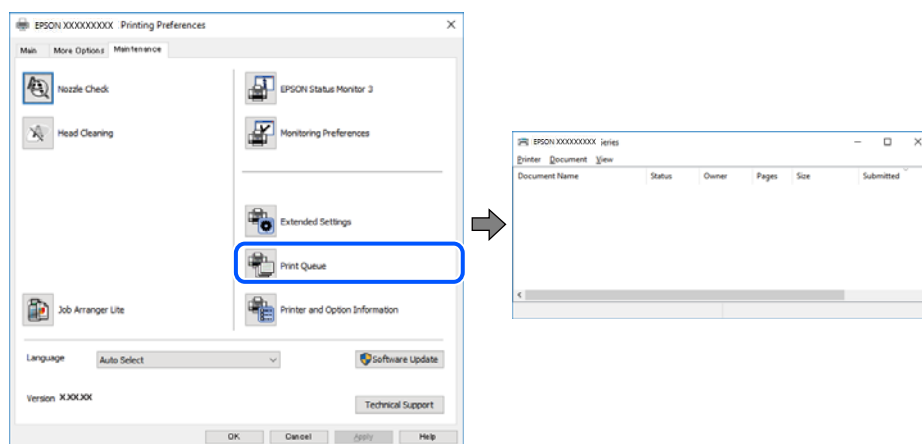 EPSON XXXXXXXXX Printing Preferences
Main More Options Maintenance
Nozzle Check
EPSON Status Monitor 3
Head Cleaning
Monitoring Preferences
Extended Settings
Print Queue
Job Arranger Lite
Printer and Option Information
Language Auto Select
Software Update
Version X.XX.XX
Technical Support
OK Cancel Apply Help
EPSON XXXXXXXXX ieries
Printer Document View
Document Name Status Owner Pages Size Submitted